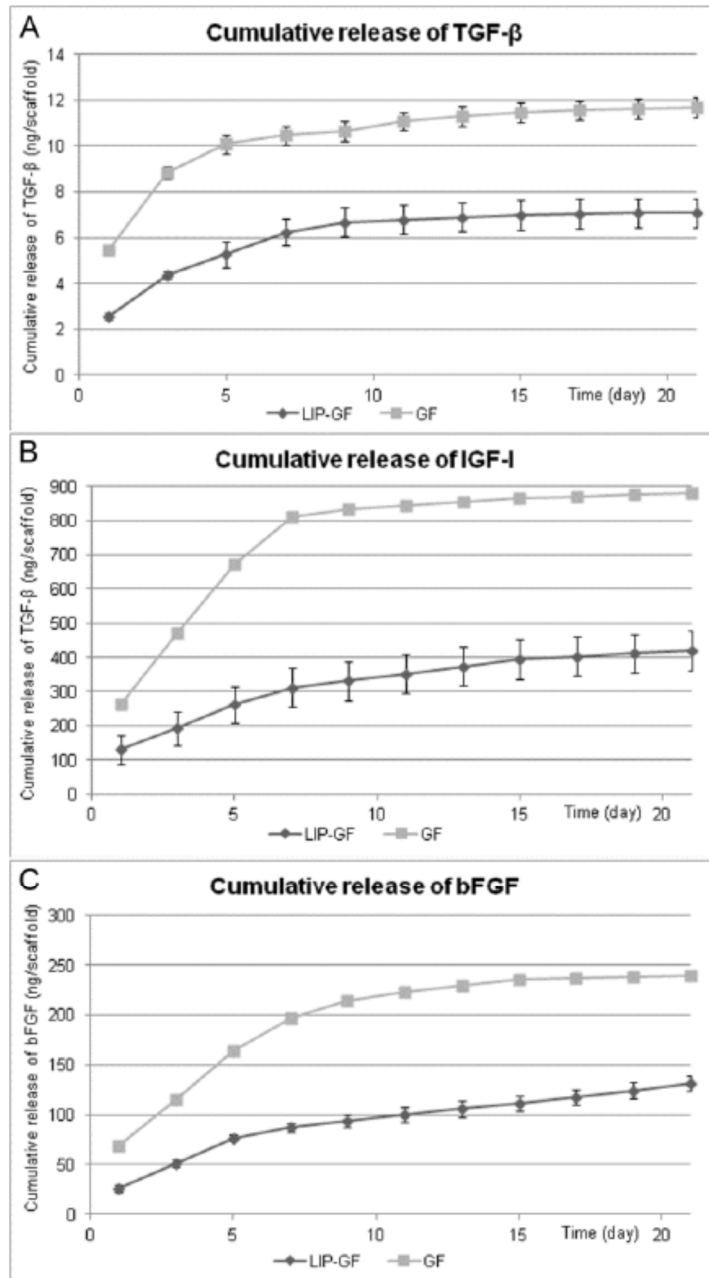 A
Cumulative release of TGF-β
Cumulative release of TGF-β (ng/scaffold)
14
12
10
8
6
4
2
0
0 5 10 15 20
Time (day)
LIP-GF GF
B
Cumulative release of IGF-I
Cumulative release of TGF-β (ng/scaffold)
900
800
700
600
500
400
300
200
100
0
0 5 10 15 20
Time (day)
LIP-GF GF
C
Cumulative release of bFGF
Cumulative release of bFGF (ng/scaffold)
300
250
200
150
100
50
0
0 5 10 15 20
Time (day)
LIP-GF GF